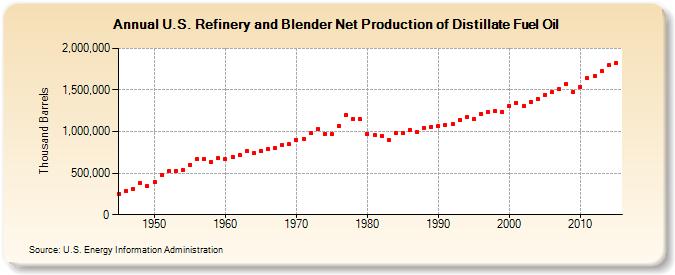 Annual U.S. Refinery and Blender Net Production of Distillate Fuel Oil
Thousand Barrels
2,000,000
1,500,000
1,000,000
500,000
0
1950 1960 1970 1980 1990 2000 2010
Source: U.S. Energy Information Administration